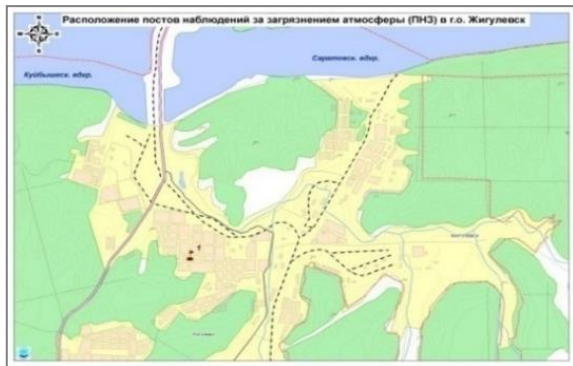 Расположение постов наблюдений за загрязнением атмосферы (ПНЗ) в г.о. Жигулевск
Саратовск. вдхр.
Куйбышевск. вдхр.